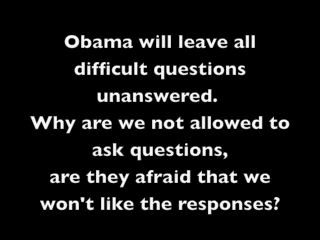 Obama will leave all
difficult questions
unanswered.
Why are we not allowed to
ask questions,
are they afraid that we
won't like the responses?